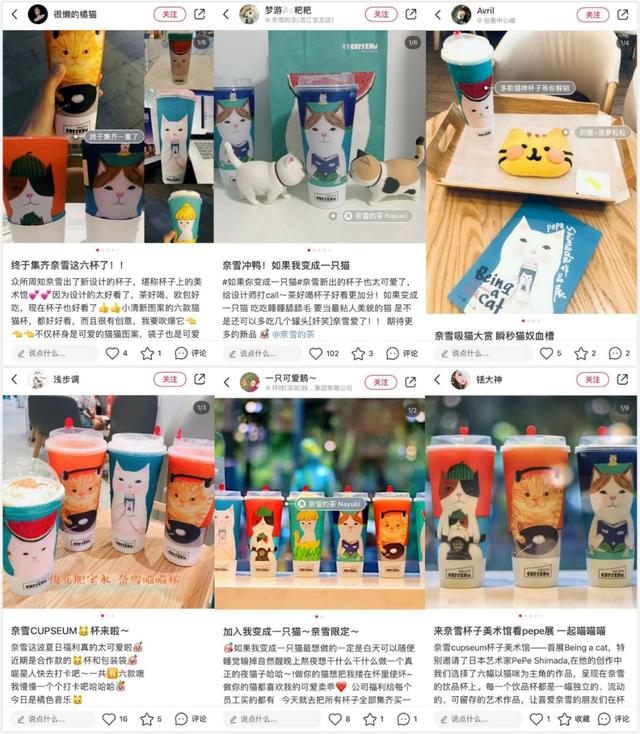 很懒的橘猫
关注
1/6
终于集齐一套了
终于集齐奈雪这六杯了！！
众所周知奈雪出了新设计的杯子，堪称杯子上的美
术馆💕💕因为设计的太好看了，茶好喝，欧包好
吃，现在杯子也好看了👍👍小清新图案的六款猫
猫杯，都好好看，而且很有创意，我要吹爆它👈
👈👈不仅杯身是可爱的猫猫图案，袋子也是可爱
说点什么...
4
1
评论
梦游 粑粑
奈雪的茶(滨江宝龙店)
关注
1/6
CUPSEUM
奈雪的茶 Nayuki
奈雪冲鸭！如果我变成一只猫
#如果你变成一只猫#奈雪新出的杯子也太可爱了，
给设计师打call～茶好喝杯子好看更加分！如果变成
一只猫 吃吃睡睡舔舔毛 要当最私人美貌的猫 是不
是还可以多吃几个罐头[奸笑]奈雪爱了！！ 期待更
多的新品 @奈雪的茶
说点什么...
102
3
评论
Avril
怡景中心城
关注
1/4
多款猫咪杯子等你解锁
奶酪·菠萝粒粒
pepe
Shimada
Being
a cat
奈雪吸猫大赏 瞬秒猫奴血槽
说点什么...
5
2
2
浅步调
关注
1/3
快乐肥宅水 奈雪喵喵杯
奈雪CUPSEUM🐱杯来啦～
奈雪这波夏日福利真的太可爱啦
近期是合作款的🐱杯和包装袋
喵星人快去打卡吧～一共🈶六款哦
我慢慢一个个打卡吧哈哈哈
今日是橘色音乐🐱
说点什么...
16
5
评论
一只可爱鹅～
环特(深圳)投...集团有限公司
关注
1/2
奈雪的茶 Nayuki
加入我变成一只猫～奈雪限定～
如果我变成一只猫最想做的一定是白天可以随便
睡觉输掉自然醒晚上熬夜想干什么干什么做一个真
正的夜猫子哈哈～!做你的猫想把我搂在怀里使坏~
做你的猫都喜欢我的可爱卖乖❤️ 公司福利给每个
员工买的都有 今天就去把所有杯子全部集齐买一
说点什么...
8
1
1
铥大神
关注
1/9
来奈雪杯子美术馆看pepe展 一起喵喵喵
奈雪cupseum杯子美术馆——首展Being a cat，特
别邀请了日本艺术家PePe Shimada,在他的创作中
我们选择了六幅以猫为主角的作品，呈现在奈雪
的饮品杯上。每一个饮品杯都是一幅独立的、流动
的、可留存的艺术作品，让喜爱奈雪的朋友们在杯
说点什么...
1
收藏
评论